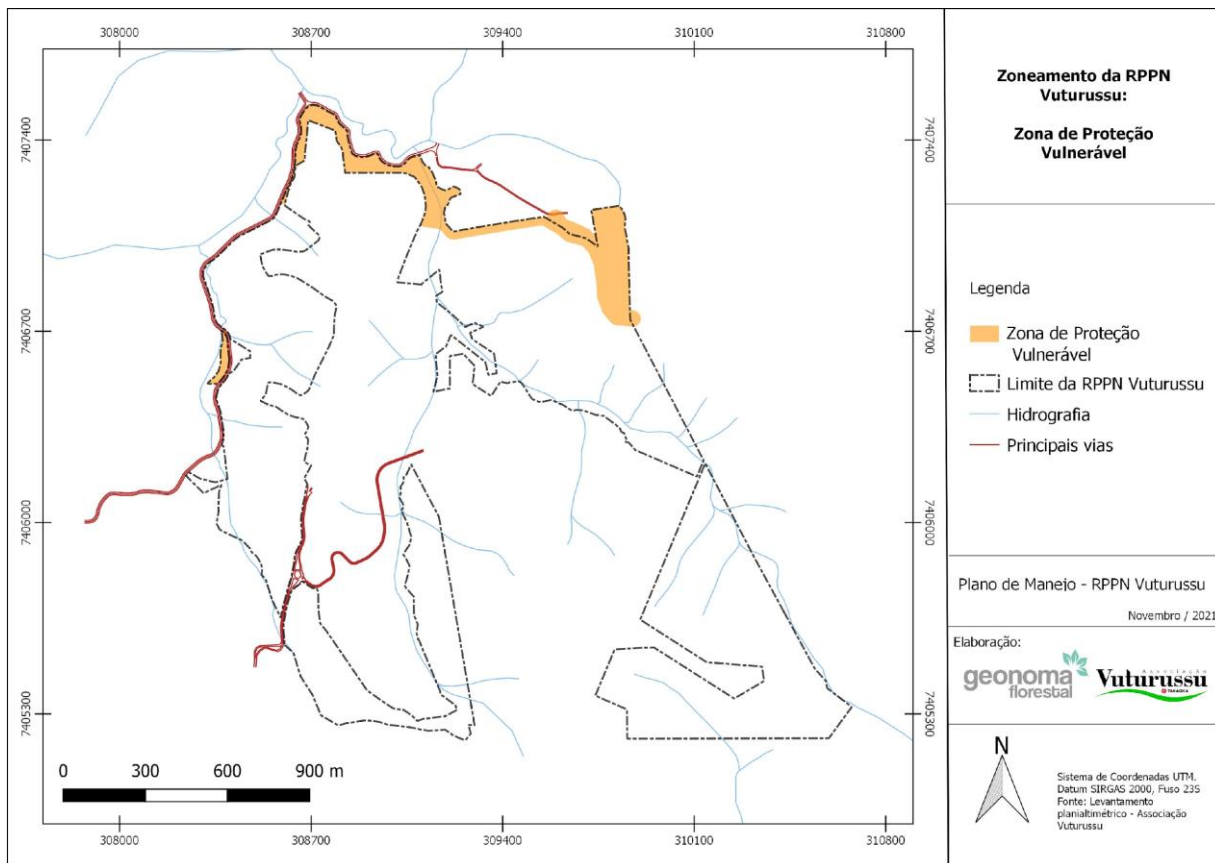 308000 308700 309400 310100 310800
7407400
7406700
7406000
7405300
7407400
7406700
7406000
7405300
0 300 600 900 m
308000 308700 309400 310100 310800
Zoneamento da RPPN
Vuturussu:
Zona de Proteção
Vulnerável
Legenda
Zona de Proteção
Vulnerável
Limite da RPPN Vuturussu
Hidrografia
Principais vias
Plano de Manejo - RPPN Vuturussu
Novembro / 2021
Elaboração:
geonoma
florestal
Associação
Vuturussu
TAMBORÉ
N
Sistema de Coordenadas UTM.
Datum SIRGAS 2000, Fuso 23S
Fonte: Levantamento
planialtimétrico - Associação
Vuturussu